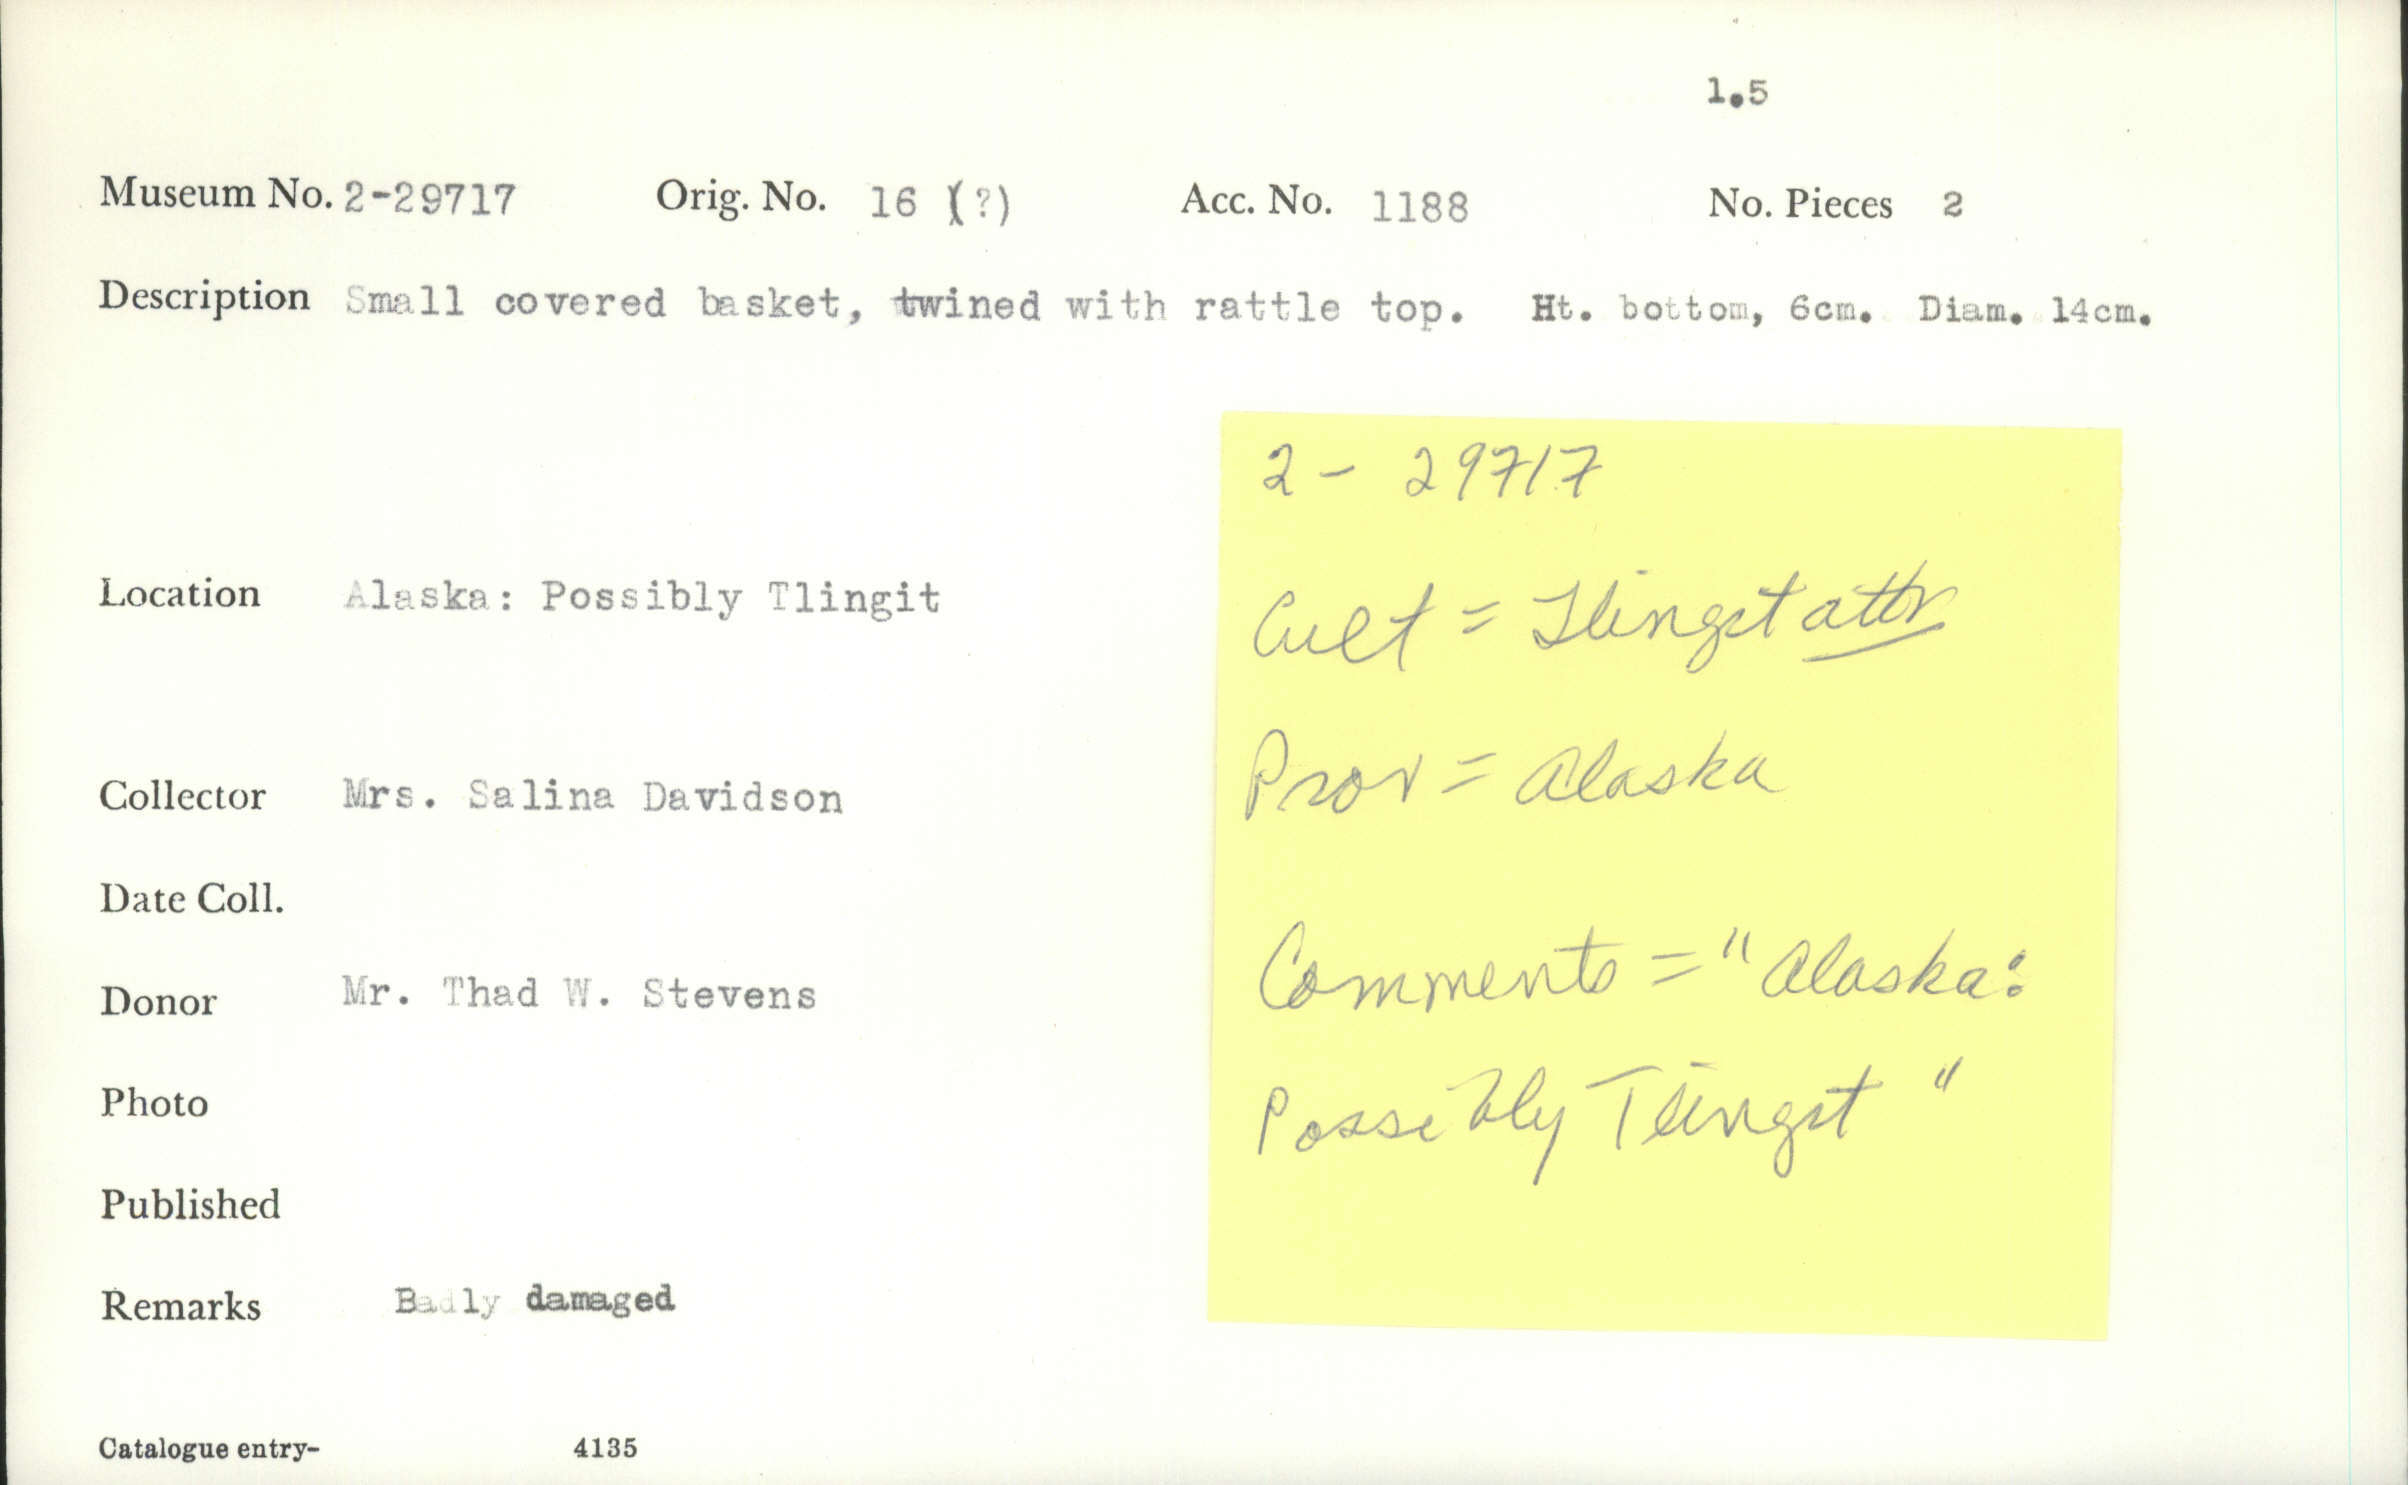 1.5
Museum No. 2-29717 Orig. No. 16 (?) Acc. No. 1188 No. Pieces 2
Description Small covered basket, twined with rattle top. Ht. bottom, 6cm. Diam. 14cm.
2 - 29717
Location Alaska: Possibly Tlingit
Cult = Tlingit attr
Collector Mrs. Salina Davidson
Prov = Alaska
Date Coll.
Donor Mr. Thad W. Stevens
Comments = "Alaska:
Photo
Possibly Tlingit"
Published
Remarks Badly damaged
Catalogue entry- 4135